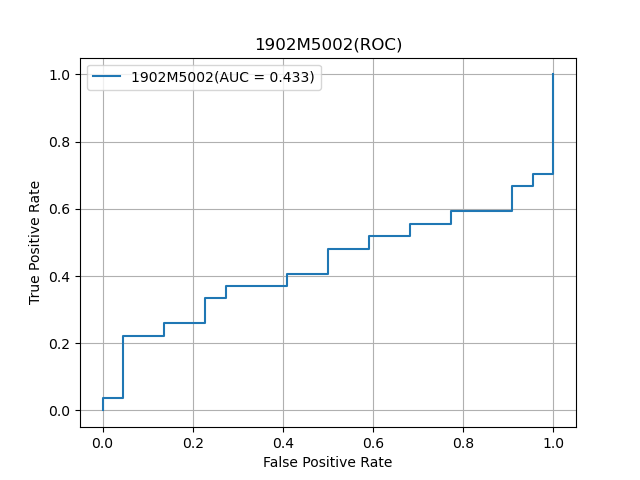 1902M5002(ROC)
1902M5002(AUC = 0.433)
True Positive Rate
1.0
0.8
0.6
0.4
0.2
0.0
0.0 0.2 0.4 0.6 0.8 1.0
False Positive Rate